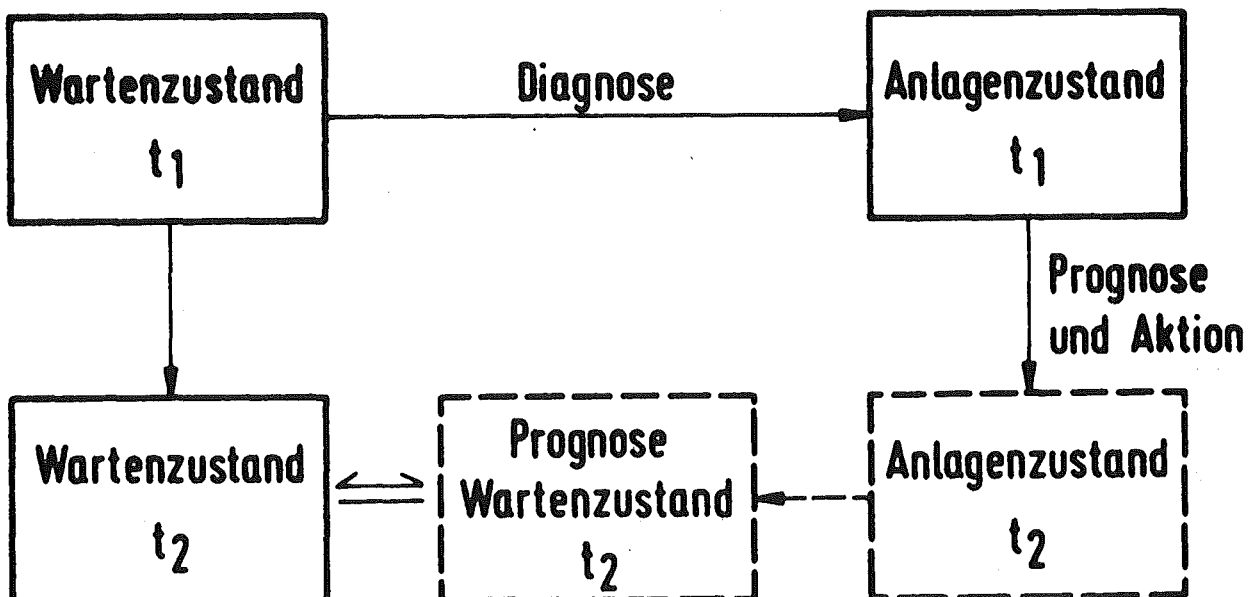 Wartenzustand
t1
Diagnose
Anlagenzustand
t1
Prognose
und Aktion
Wartenzustand
t2
Prognose
Wartenzustand
t2
Anlagenzustand
t2